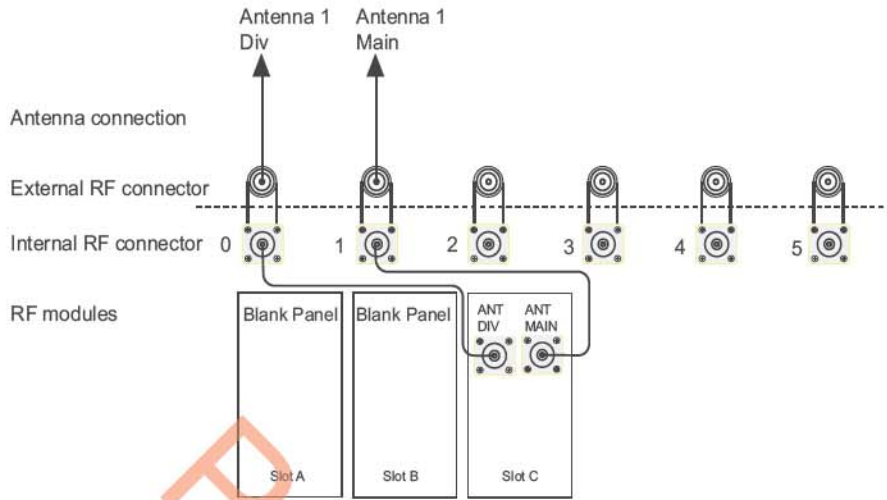 Antenna 1
Div
Antenna 1
Main
Antenna connection
External RF connector
Internal RF connector
0
1
2
3
4
5
RF modules
Blank Panel
Blank Panel
ANT
DIV
ANT
MAIN
Slot A
Slot B
Slot C